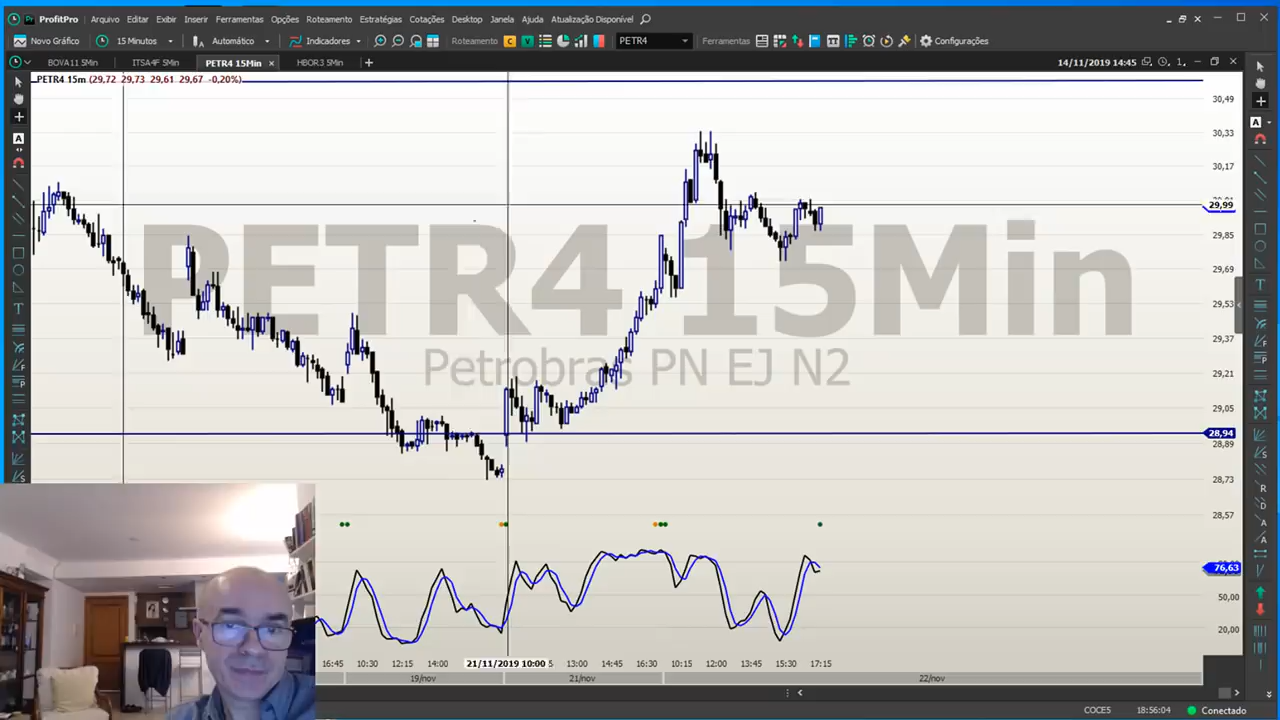 ProfitPro Arquivo Editar Exibir Inserir Ferramentas Opções Roteamento Estratégias Cotações Desktop Janela Ajuda Atualização Disponível
Novo Gráfico 15 Minutos Automático Indicadores Roteamento C V PETR4 Ferramentas Configurações
BOVA11 5Min ITSA4F 5Min PETR4 15Min × HBOR3 5Min + 14/11/2019 14:45
PETR4 15m (29,72 29,73 29,61 29,67 -0,20%)
30,49
30,33
30,17
29,99
29,85
29,69
29,53
29,37
29,21
29,05
28,94
28,89
28,73
28,57
PETR4 15Min
Petrobras PN EJ N2
76,63
50,00
20,00
16:45 10:30 12:15 14:00 21/11/2019 10:00 13:00 14:45 16:30 10:15 12:00 13:45 15:30 17:15
19/nov 21/nov 22/nov
COCE5 18:56:04 Conectado